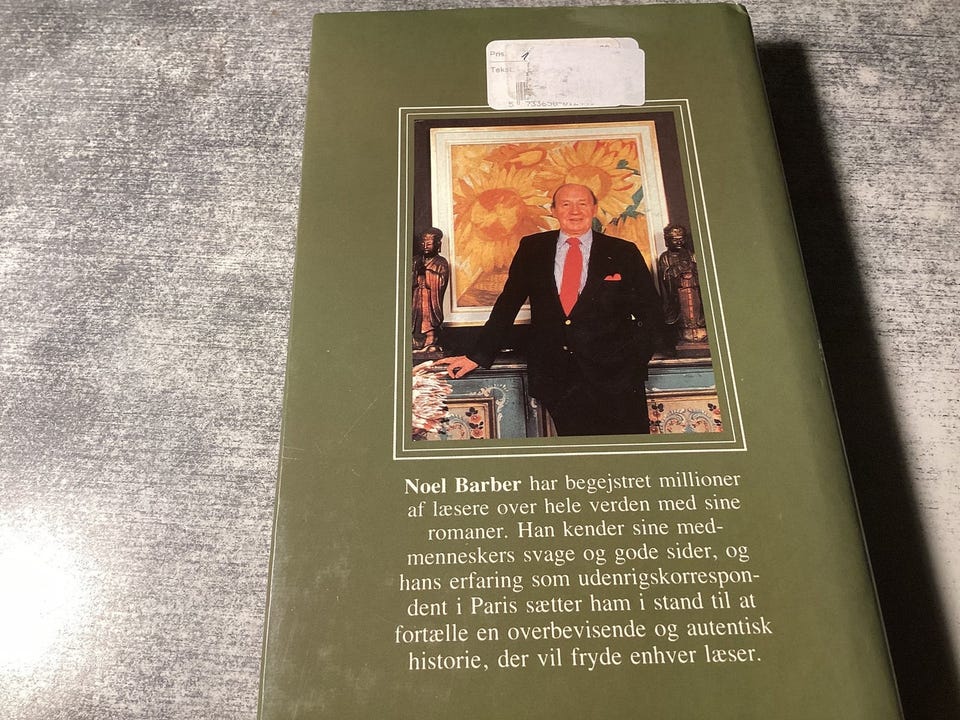 Pris
Tekst
Noel Barber har begejstret millioner
af læsere over hele verden med sine
romaner. Han kender sine med-
menneskers svage og gode sider, og
hans erfaring som udenrigskorrespon-
dent i Paris sætter ham i stand til at
fortælle en overbevisende og autentisk
historie, der vil fryde enhver læser.